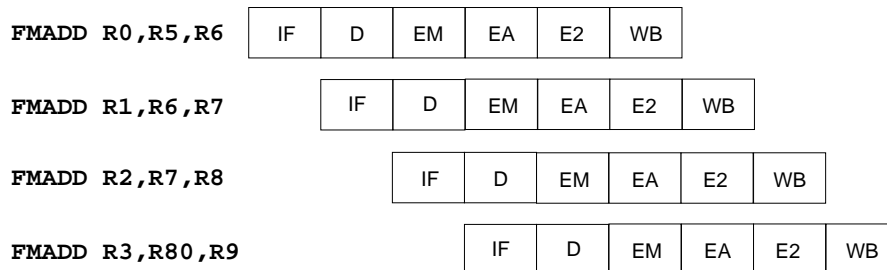 FMADD R0,R5,R6 IF D EM EA E2 WB
FMADD R1,R6,R7 IF D EM EA E2 WB
FMADD R2,R7,R8 IF D EM EA E2 WB
FMADD R3,R80,R9 IF D EM EA E2 WB